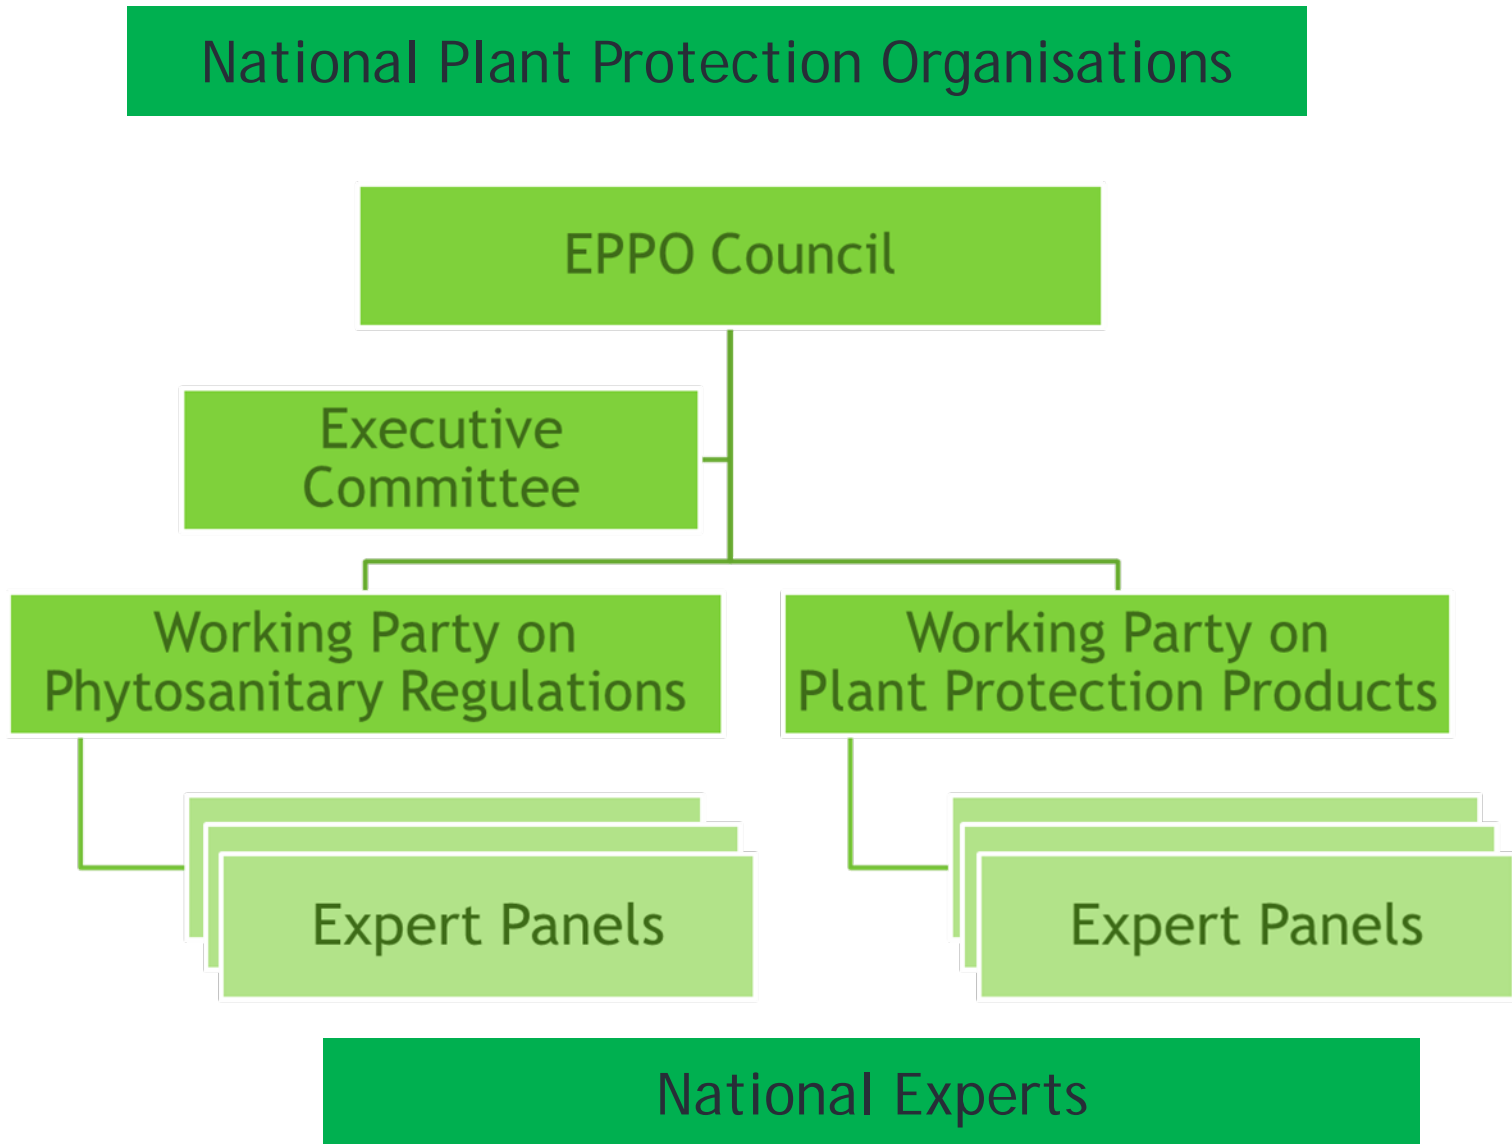 National Plant Protection Organisations
EPPO Council
Executive
Committee
Working Party on
Phytosanitary Regulations
Working Party on
Plant Protection Products
Expert Panels
Expert Panels
National Experts